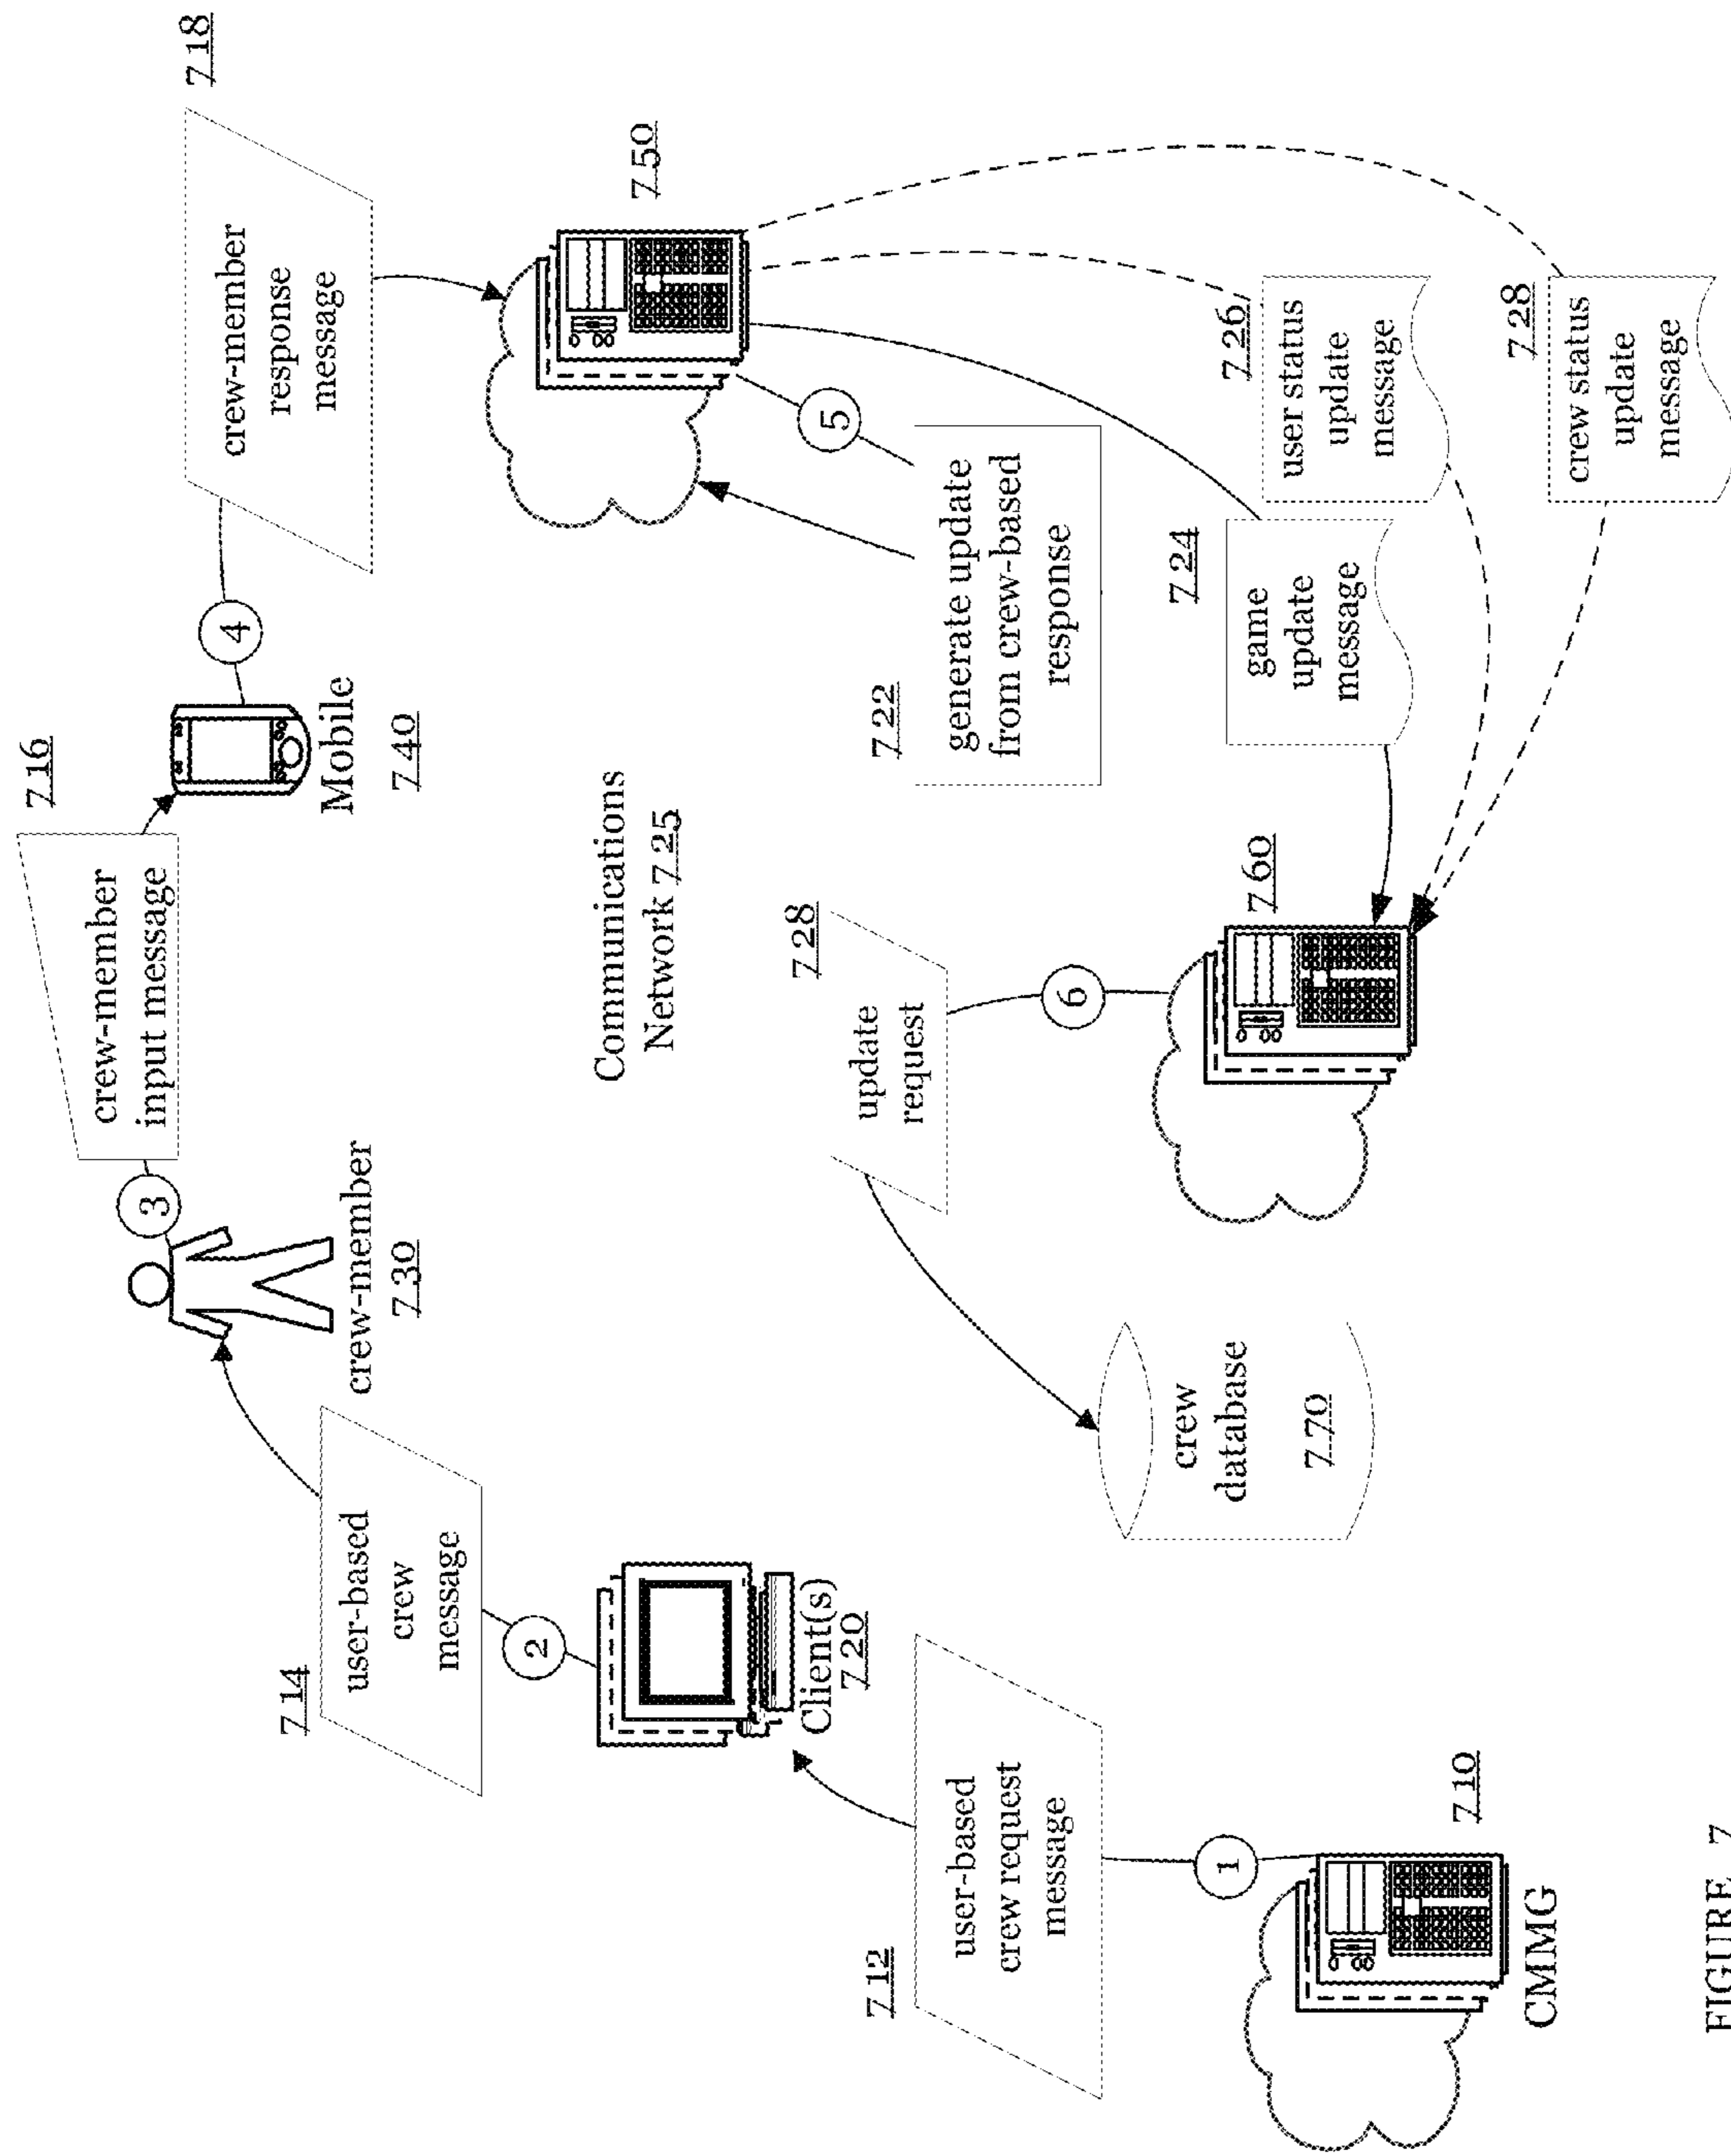 7.16
crew-member
input message
3
crew-member
7.30
Mobile
7.40
4
7.18
crew-member
response
message
7.14
user-based
crew
message
2
Client(s)
7.20
7.12
user-based
crew request
message
1
7.10
CMMG
Communications
Network 7.25
7.50
5
7.22
generate update
from crew-based
response
7.28
update
request
6
7.60
crew
database
7.70
7.24
game
update
message
7.26
user status
update
message
7.28
crew status
update
message
FIGURE 7